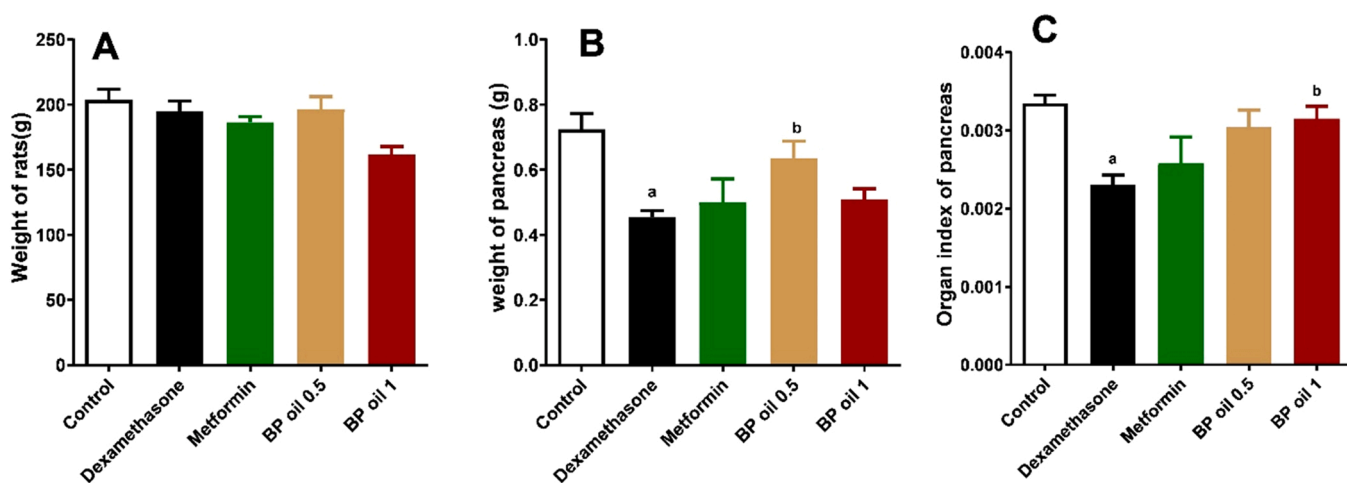 A
Weight of rats(g)
250
200
150
100
50
0
Control
Dexamethasone
Metformin
BP oil 0.5
BP oil 1
B
weight of pancreas (g)
1.0
0.8
0.6
0.4
0.2
0.0
a
b
Control
Dexamethasone
Metformin
BP oil 0.5
BP oil 1
C
Organ index of pancreas
0.004
0.003
0.002
0.001
0.000
a
b
Control
Dexamethasone
Metformin
BP oil 0.5
BP oil 1